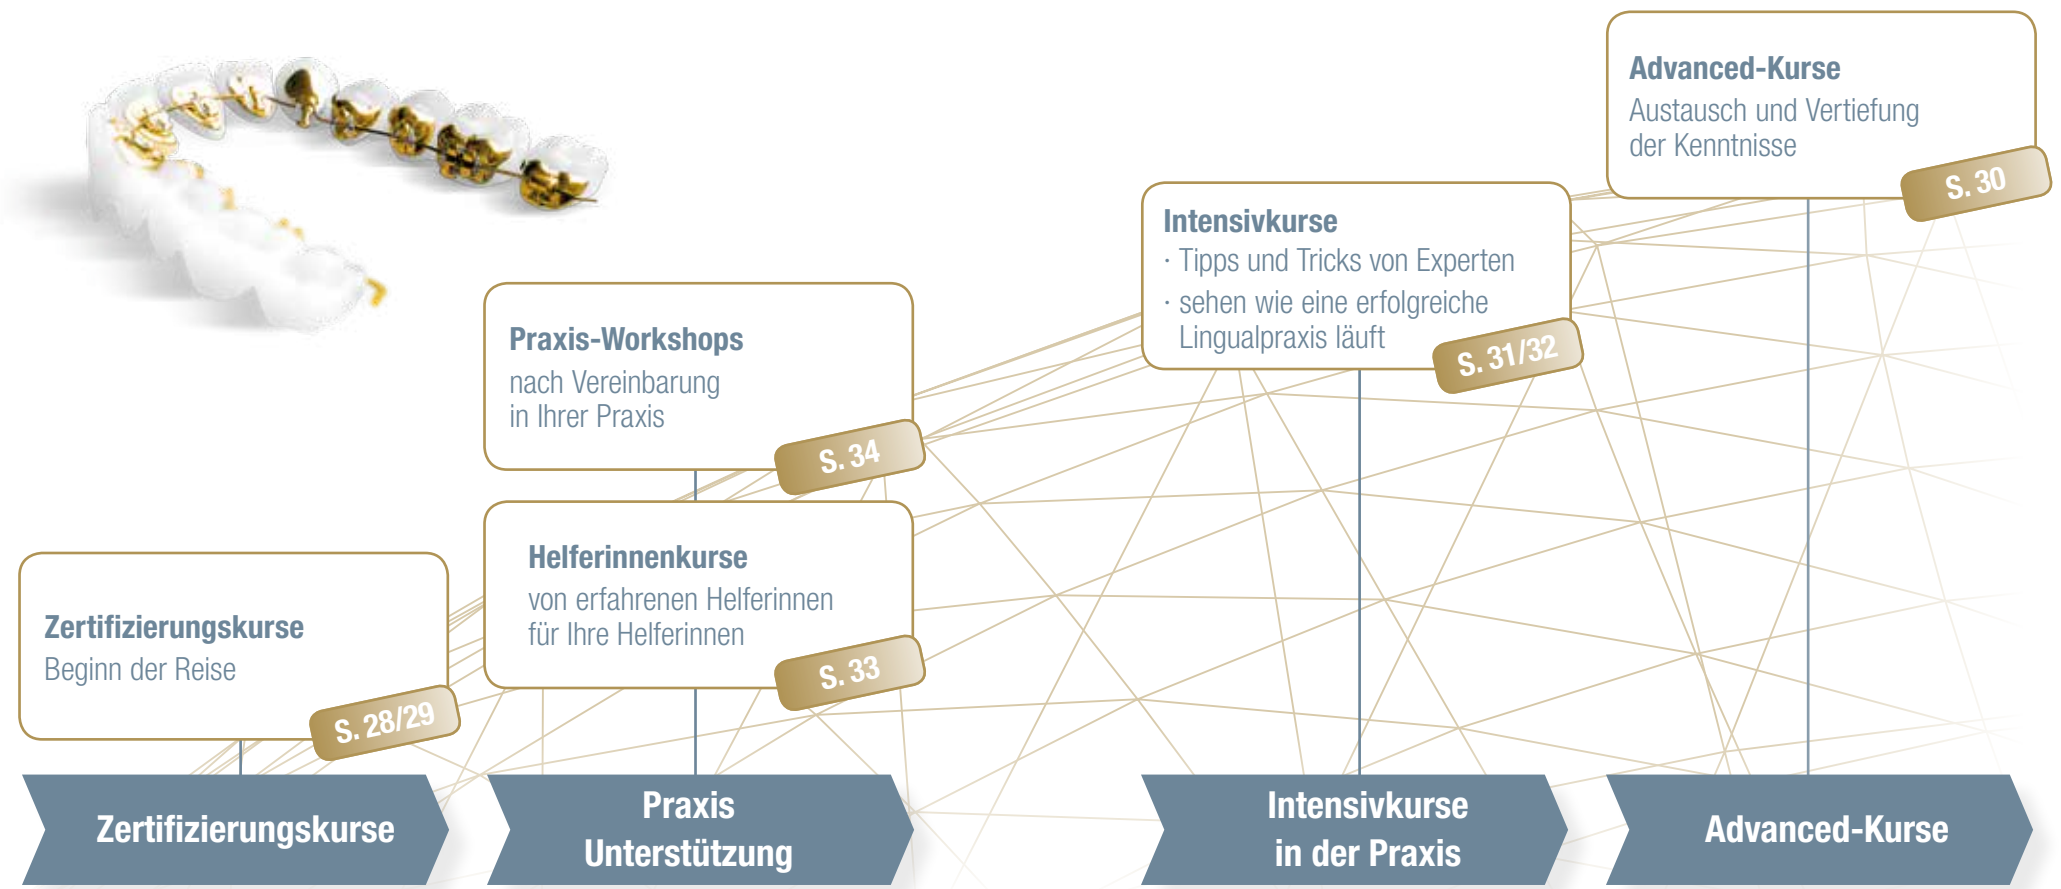 Advanced-Kurse
Austausch und Vertiefung
der Kenntnisse
S. 30
Intensivkurse
· Tipps und Tricks von Experten
· sehen wie eine erfolgreiche
Lingualpraxis läuft
S. 31/32
Praxis-Workshops
nach Vereinbarung
in Ihrer Praxis
S. 34
Helferinnenkurse
von erfahrenen Helferinnen
für Ihre Helferinnen
S. 33
Zertifizierungskurse
Beginn der Reise
S. 28/29
Zertifizierungskurse
Praxis
Unterstützung
Intensivkurse
in der Praxis
Advanced-Kurse